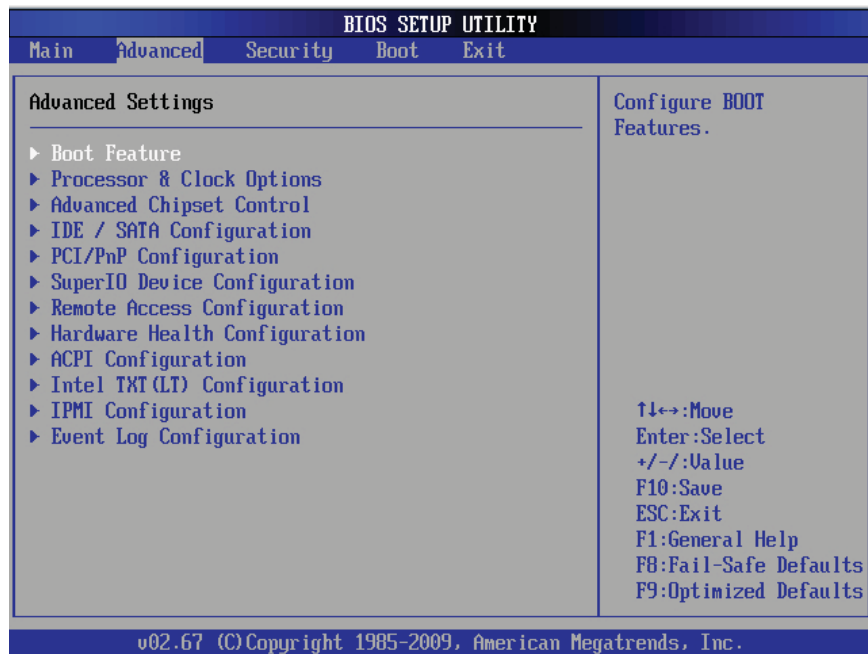 BIOS SETUP UTILITY
Main Advanced Security Boot Exit
Advanced Settings
▶ Boot Feature
▶ Processor & Clock Options
▶ Advanced Chipset Control
▶ IDE / SATA Configuration
▶ PCI/PnP Configuration
▶ SuperIO Device Configuration
▶ Remote Access Configuration
▶ Hardware Health Configuration
▶ ACPI Configuration
▶ Intel TXT(LT) Configuration
▶ IPMI Configuration
▶ Event Log Configuration
Configure BOOT
Features.
↑↓←→:Move
Enter:Select
+/-/:Value
F10:Save
ESC:Exit
F1:General Help
F8:Fail-Safe Defaults
F9:Optimized Defaults
v02.67 (C)Copyright 1985-2009, American Megatrends, Inc.